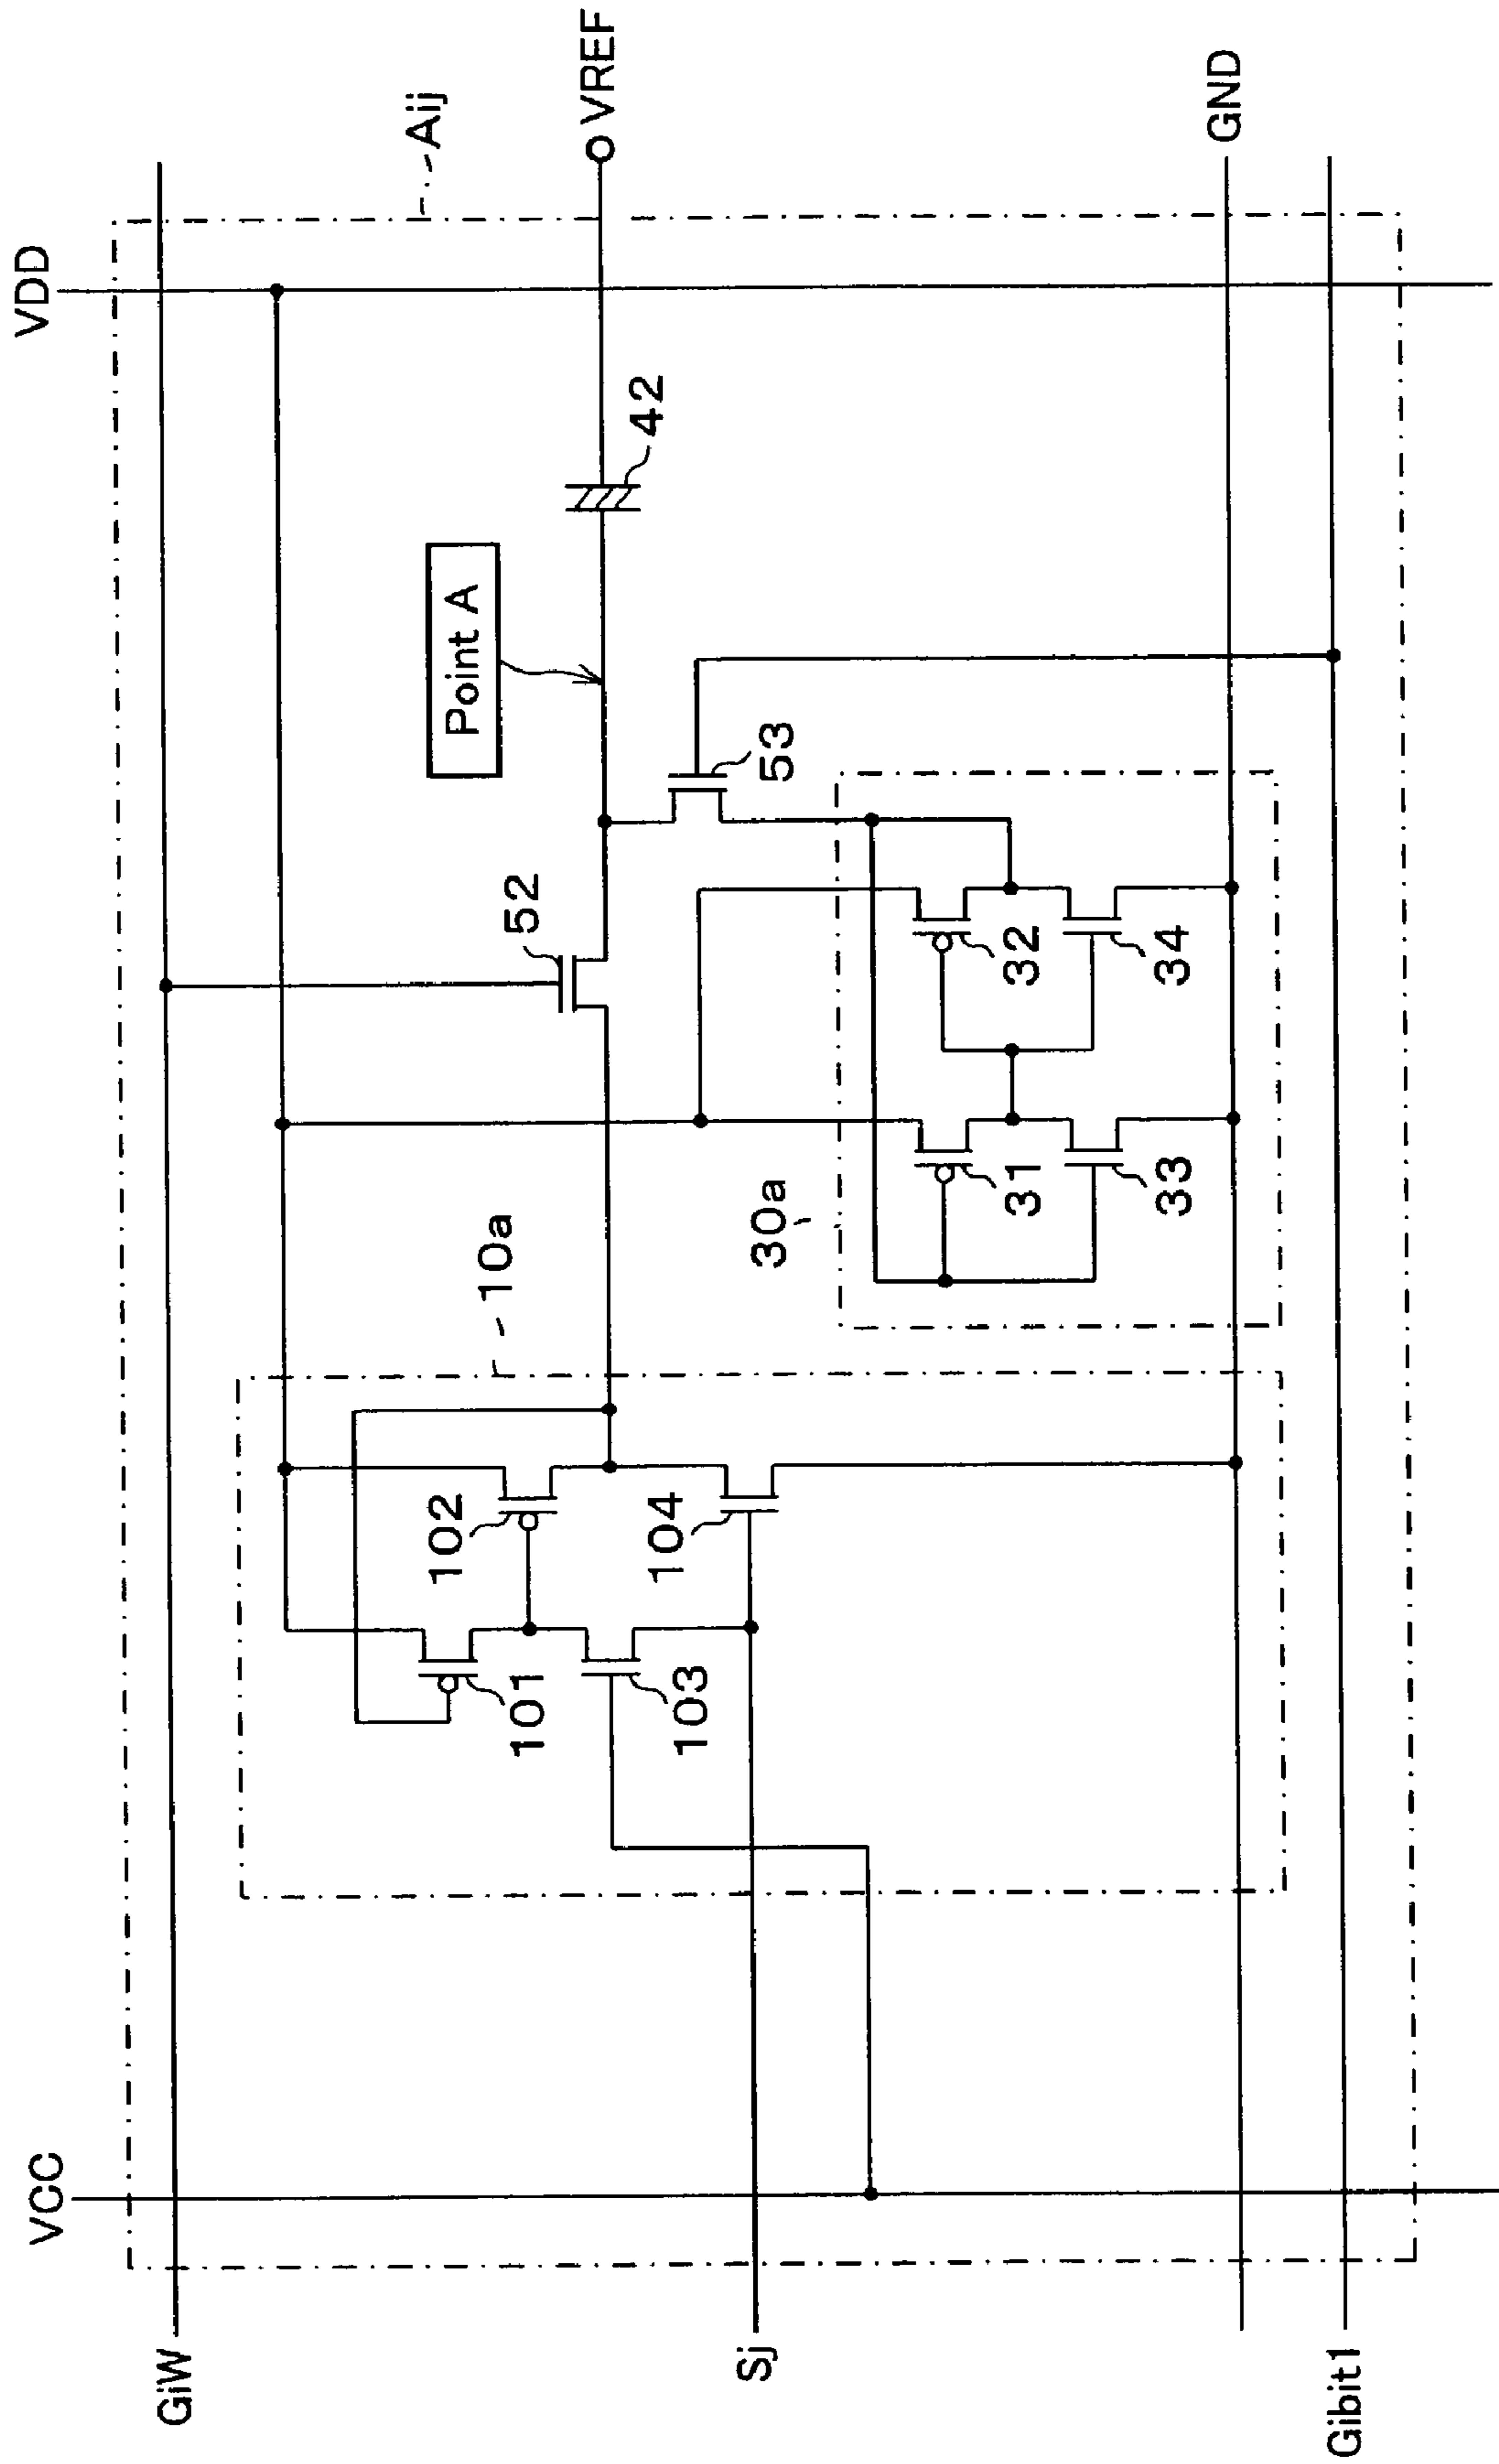 VCC
VDD
GiW
Aij
VREF
42
Point A
52
53
10a
102
101
104
103
30a
32
31
34
33
Sj
GND
Gibit1